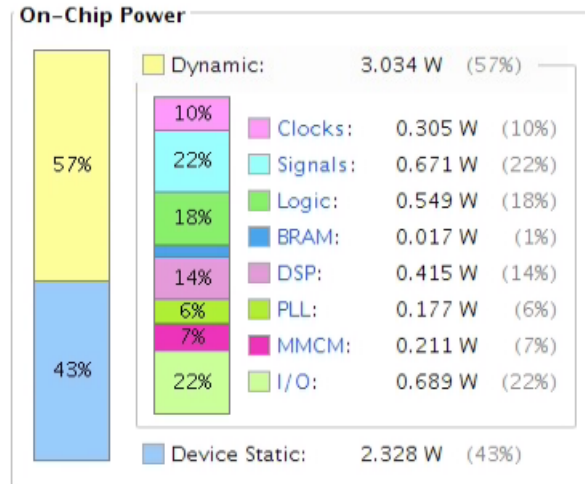 On-Chip Power
Dynamic: 3.034 W (57%)
57%
43%
10%
22%
18%
14%
6%
7%
22%
Clocks: 0.305 W (10%)
Signals: 0.671 W (22%)
Logic: 0.549 W (18%)
BRAM: 0.017 W (1%)
DSP: 0.415 W (14%)
PLL: 0.177 W (6%)
MMCM: 0.211 W (7%)
I/O: 0.689 W (22%)
Device Static: 2.328 W (43%)